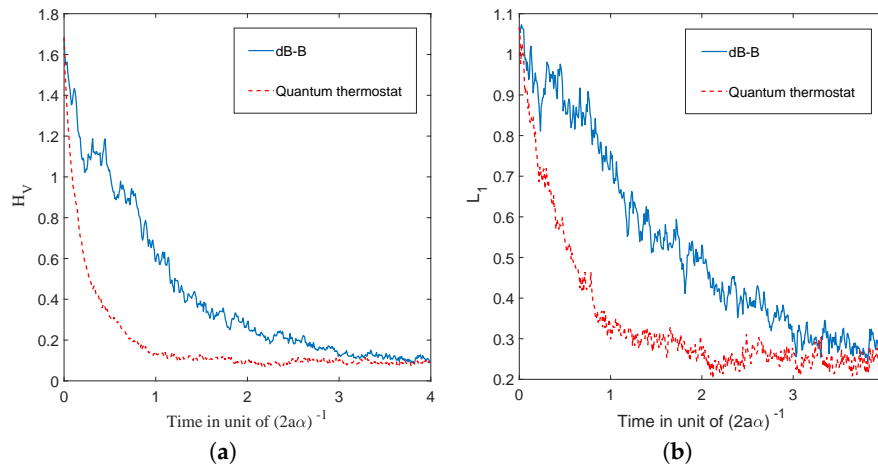 1.8
1.6
1.4
1.2
1
0.8
0.6
0.4
0.2
0
H_V
dB-B
Quantum thermostat
0 1 2 3 4
Time in unit of (2aα) ^-1
(a)
1.1
1
0.9
0.8
0.7
0.6
0.5
0.4
0.3
0.2
L_1
dB-B
Quantum thermostat
0 1 2 3
Time in unit of (2aα) ^-1
(b)